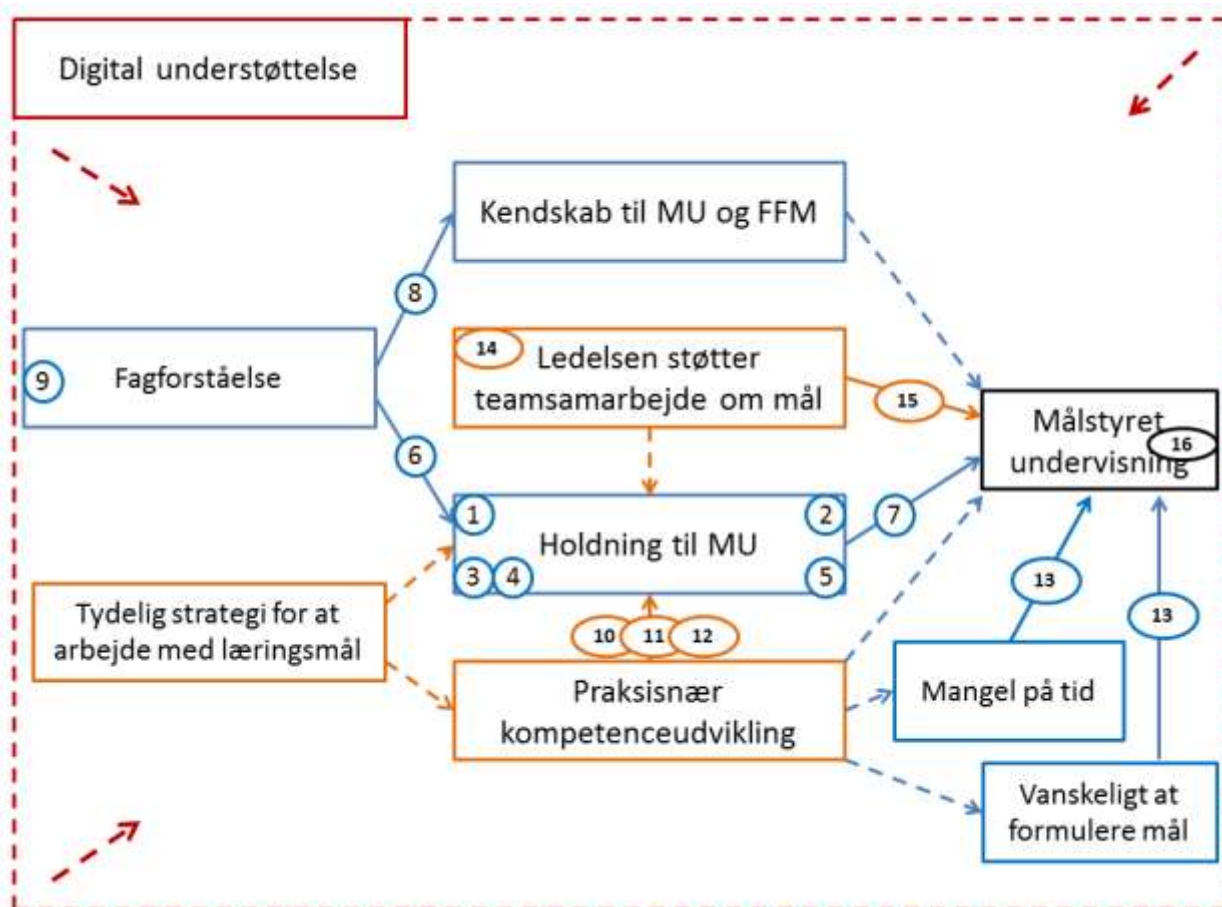 Digital understøttelse
Kendskab til MU og FFM
8
9
Fagforståelse
14
Ledelsen støtter
teamsamarbejde om mål
15
Målstyret
undervisning
16
6
1
2
7
Holdning til MU
3
4
5
13
13
Tydelig strategi for at
arbejde med læringsmål
10
11
12
Praksisnær
kompetenceudvikling
Mangel på tid
Vanskeligt at
formulere mål